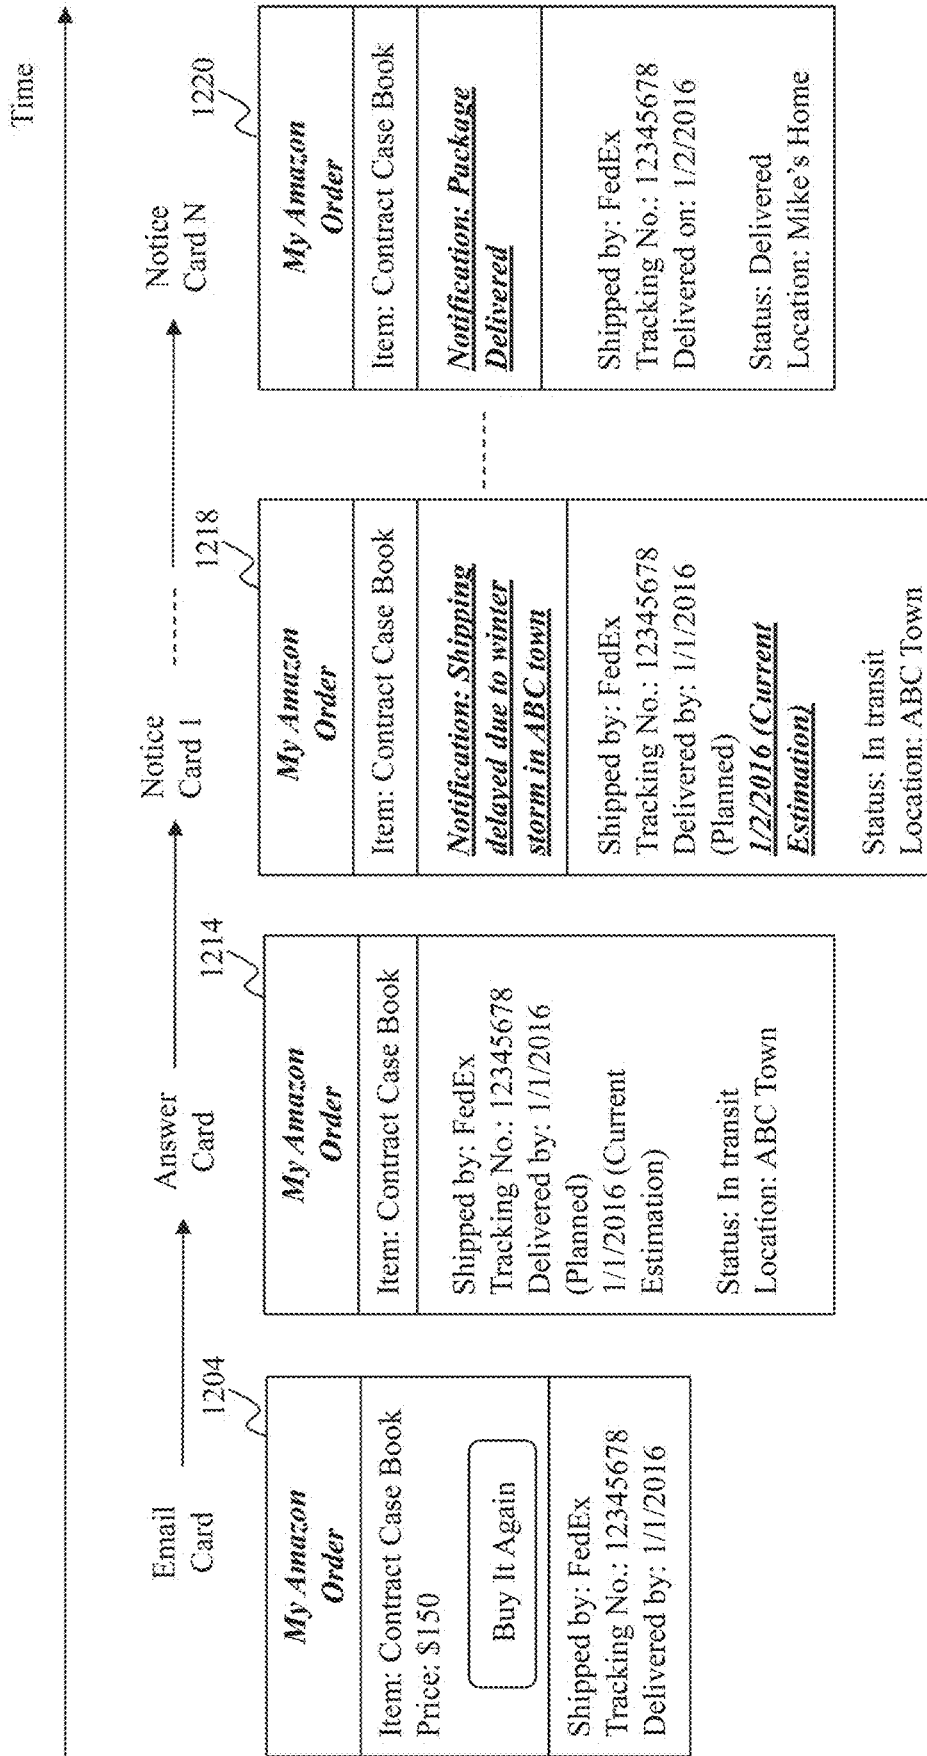 Time
Email
Card
Answer
Card
Notice
Card 1
Notice
Card N
1204
My Amazon
Order
Item: Contract Case Book
Price: $150
Buy It Again
Shipped by: FedEx
Tracking No.: 12345678
Delivered by: 1/1/2016
1214
My Amazon
Order
Item: Contract Case Book
Shipped by: FedEx
Tracking No.: 12345678
Delivered by: 1/1/2016
(Planned)
1/1/2016 (Current
Estimation)
Status: In transit
Location: ABC Town
1218
My Amazon
Order
Item: Contract Case Book
Notification: Shipping
delayed due to winter
storm in ABC town
Shipped by: FedEx
Tracking No.: 12345678
Delivered by: 1/1/2016
(Planned)
1/2/2016 (Current
Estimation)
Status: In transit
Location: ABC Town
1220
My Amazon
Order
Item: Contract Case Book
Notification: Package
Delivered
Shipped by: FedEx
Tracking No.: 12345678
Delivered on: 1/2/2016
Status: Delivered
Location: Mike's Home